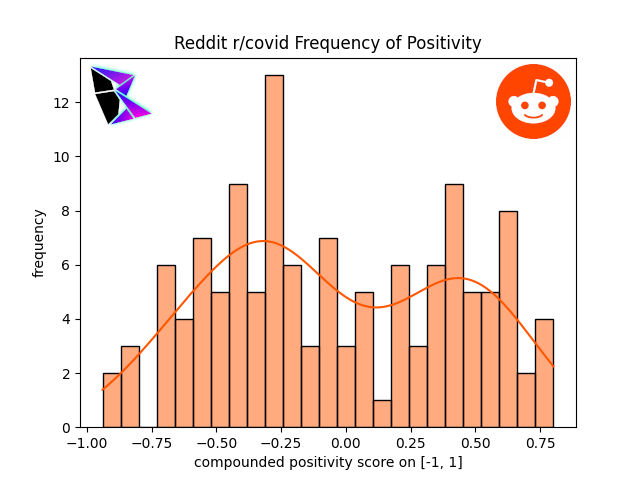 Reddit r/covid Frequency of Positivity
frequency
12
10
8
6
4
2
0
−1.00 −0.75 −0.50 −0.25 0.00 0.25 0.50 0.75
compounded positivity score on [-1, 1]